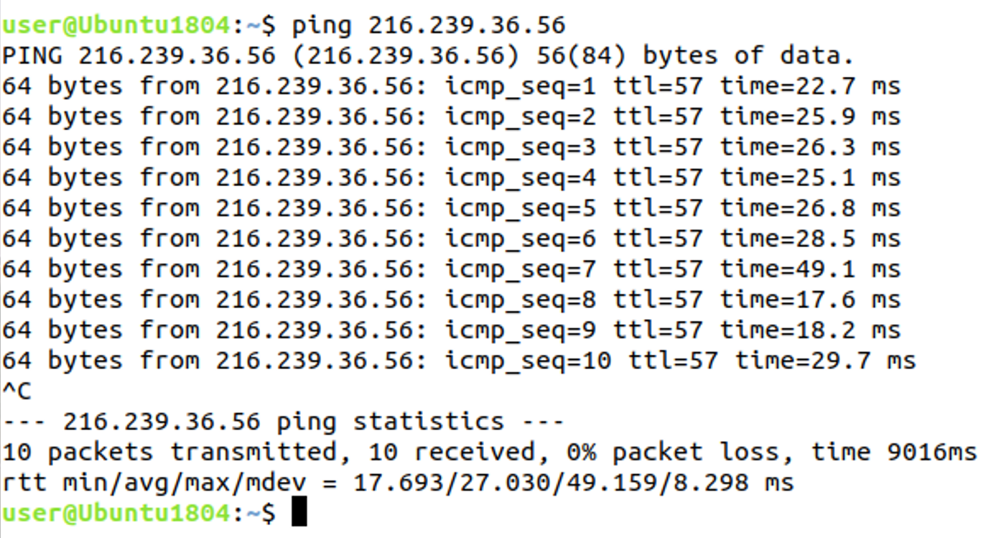 user@Ubuntu1804:~$ ping 216.239.36.56
PING 216.239.36.56 (216.239.36.56) 56(84) bytes of data.
64 bytes from 216.239.36.56: icmp_seq=1 ttl=57 time=22.7 ms
64 bytes from 216.239.36.56: icmp_seq=2 ttl=57 time=25.9 ms
64 bytes from 216.239.36.56: icmp_seq=3 ttl=57 time=26.3 ms
64 bytes from 216.239.36.56: icmp_seq=4 ttl=57 time=25.1 ms
64 bytes from 216.239.36.56: icmp_seq=5 ttl=57 time=26.8 ms
64 bytes from 216.239.36.56: icmp_seq=6 ttl=57 time=28.5 ms
64 bytes from 216.239.36.56: icmp_seq=7 ttl=57 time=49.1 ms
64 bytes from 216.239.36.56: icmp_seq=8 ttl=57 time=17.6 ms
64 bytes from 216.239.36.56: icmp_seq=9 ttl=57 time=18.2 ms
64 bytes from 216.239.36.56: icmp_seq=10 ttl=57 time=29.7 ms
^C
--- 216.239.36.56 ping statistics ---
10 packets transmitted, 10 received, 0% packet loss, time 9016ms
rtt min/avg/max/mdev = 17.693/27.030/49.159/8.298 ms
user@Ubuntu1804:~$